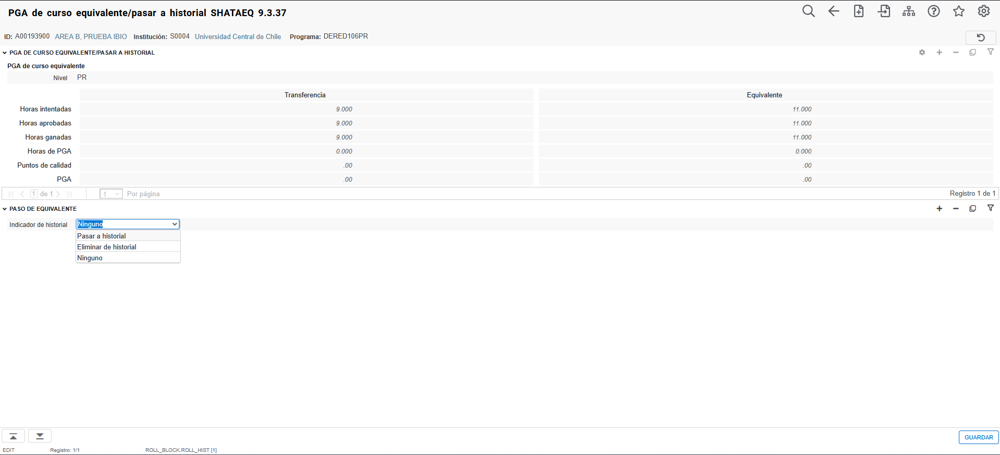 PGA de curso equivalente/pasar a historial SHATAEQ 9.3.37
ID: A00193900 AREA B, PRUEBA IBIO Institución: S0004 Universidad Central de Chile Programa: DERED106PR
PGA DE CURSO EQUIVALENTE/PASAR A HISTORIAL
PGA de curso equivalente
Nivel PR
Transferencia Equivalente
Horas intentadas 9.000 11.000
Horas aprobadas 9.000 11.000
Horas ganadas 9.000 11.000
Horas de PGA 0.000 0.000
Puntos de calidad .00 .00
PGA .00 .00
1 de 1 1 Por página Registro 1 de 1
PASO DE EQUIVALENTE
Indicador de historial Ninguno
Pasar a historial
Eliminar de historial
Ninguno
GUARDAR
EDIT Registro: 1/1 ROLL_BLOCK.ROLL_HIST [1]